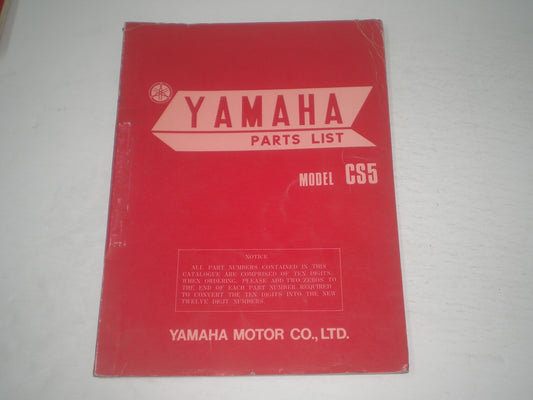 YAMAHA
PARTS LIST
MODEL CS5
NOTICE
ALL PART NUMBERS CONTAINED IN THIS
CATALOGUE ARE COMPRISED OF TEN DIGITS.
WHEN ORDERING, PLEASE ADD TWO ZEROS TO
THE END OF EACH PART NUMBER REQUIRED
TO CONVERT THE TEN DIGITS INTO THE NEW
TWELVE DIGIT NUMBERS.
YAMAHA MOTOR CO., LTD.